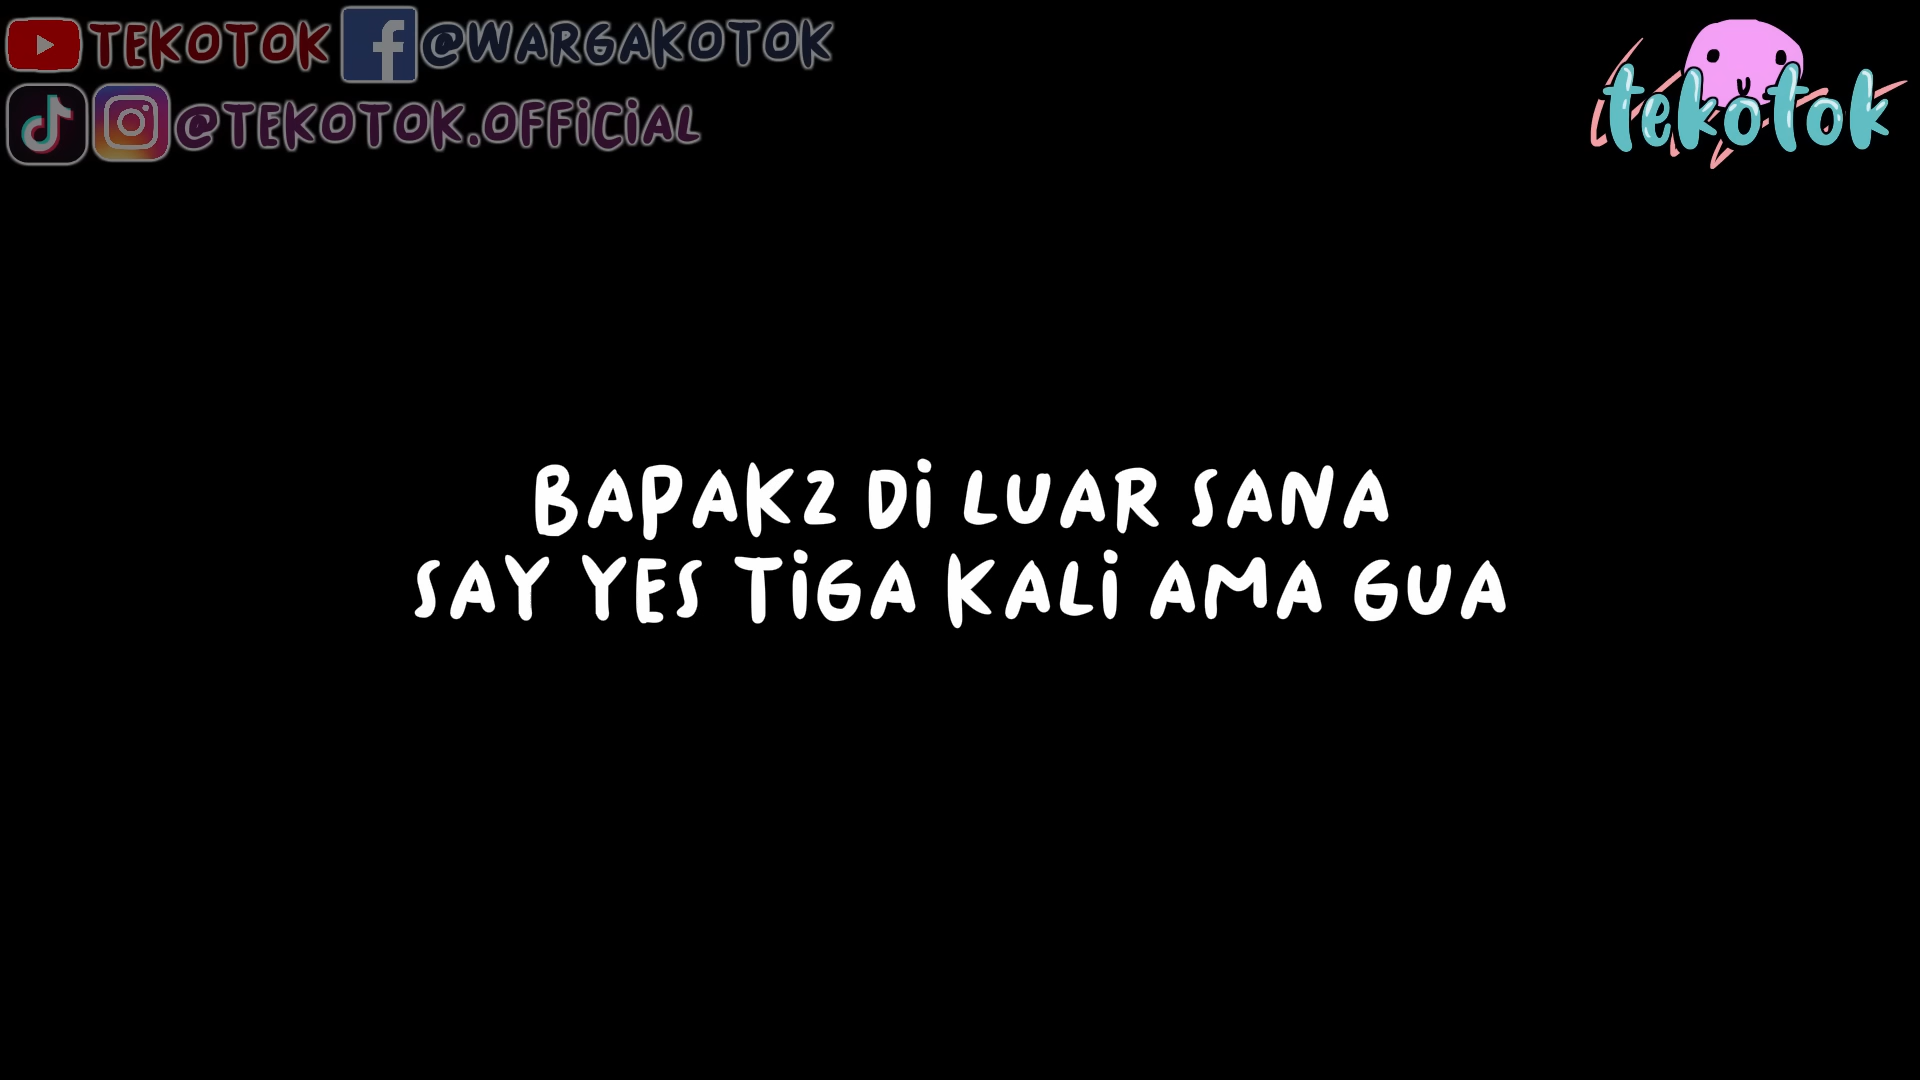 TEKOTOK @WARGAKOTOK
@TEKOTOK.OFFICIAL
tekotok
BAPAK2 Di LUAR SANA
SAY YES TiGA KALi AMA GUA